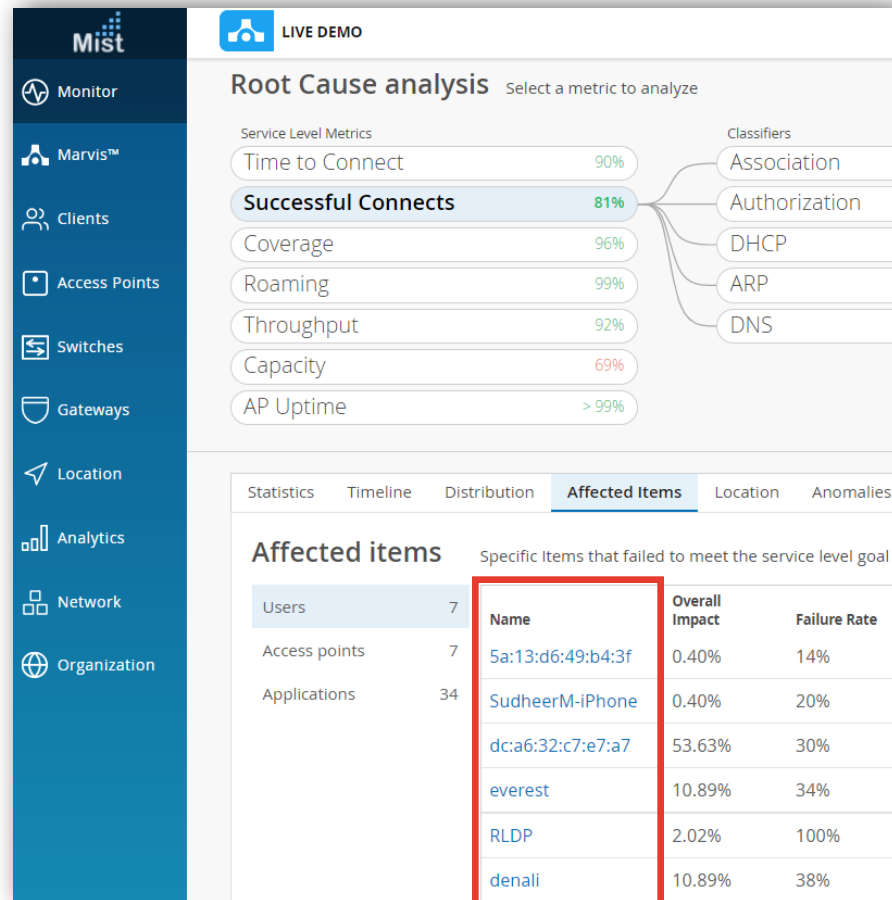 Mist
LIVE DEMO
Monitor
Marvis™
Clients
Access Points
Switches
Gateways
Location
Analytics
Network
Organization
Root Cause analysis Select a metric to analyze
Service Level Metrics
Classifiers
Time to Connect 90%
Association
Successful Connects 81%
Authorization
Coverage 96%
DHCP
Roaming 99%
ARP
Throughput 92%
DNS
Capacity 69%
AP Uptime > 99%
Statistics Timeline Distribution Affected Items Location Anomalies
Affected items Specific Items that failed to meet the service level goal
Users 7
Access points 7
Applications 34
Name Overall Impact Failure Rate
5a:13:d6:49:b4:3f 0.40% 14%
SudheerM-iPhone 0.40% 20%
dc:a6:32:c7:e7:a7 53.63% 30%
everest 10.89% 34%
RLDP 2.02% 100%
denali 10.89% 38%